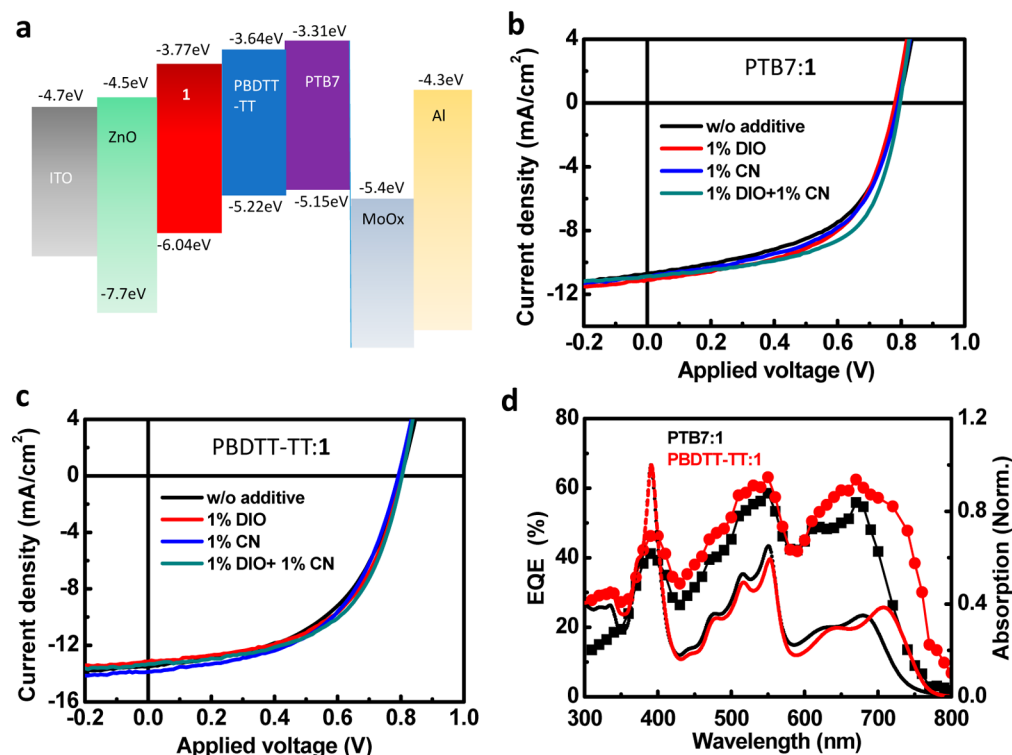 a
-4.7eV
-4.5eV
-3.77eV
-3.64eV
-3.31eV
-4.3eV
ITO
ZnO
1
PBDTT
-TT
PTB7
Al
-5.22eV
-5.15eV
-5.4eV
MoOx
-6.04eV
-7.7eV
b
Current density (mA/cm²)
4
0
-4
-8
-12
PTB7:1
w/o additive
1% DIO
1% CN
1% DIO+1% CN
-0.2 0.0 0.2 0.4 0.6 0.8 1.0
Applied voltage (V)
c
Current density (mA/cm²)
4
0
-4
-8
-12
-16
PBDTT-TT:1
w/o additive
1% DIO
1% CN
1% DIO+ 1% CN
-0.2 0.0 0.2 0.4 0.6 0.8 1.0
Applied voltage (V)
d
EQE (%)
80
60
40
20
0
PTB7:1
PBDTT-TT:1
1.2
0.9
0.6
0.3
0.0
Absorption (Norm.)
300 400 500 600 700 800
Wavelength (nm)